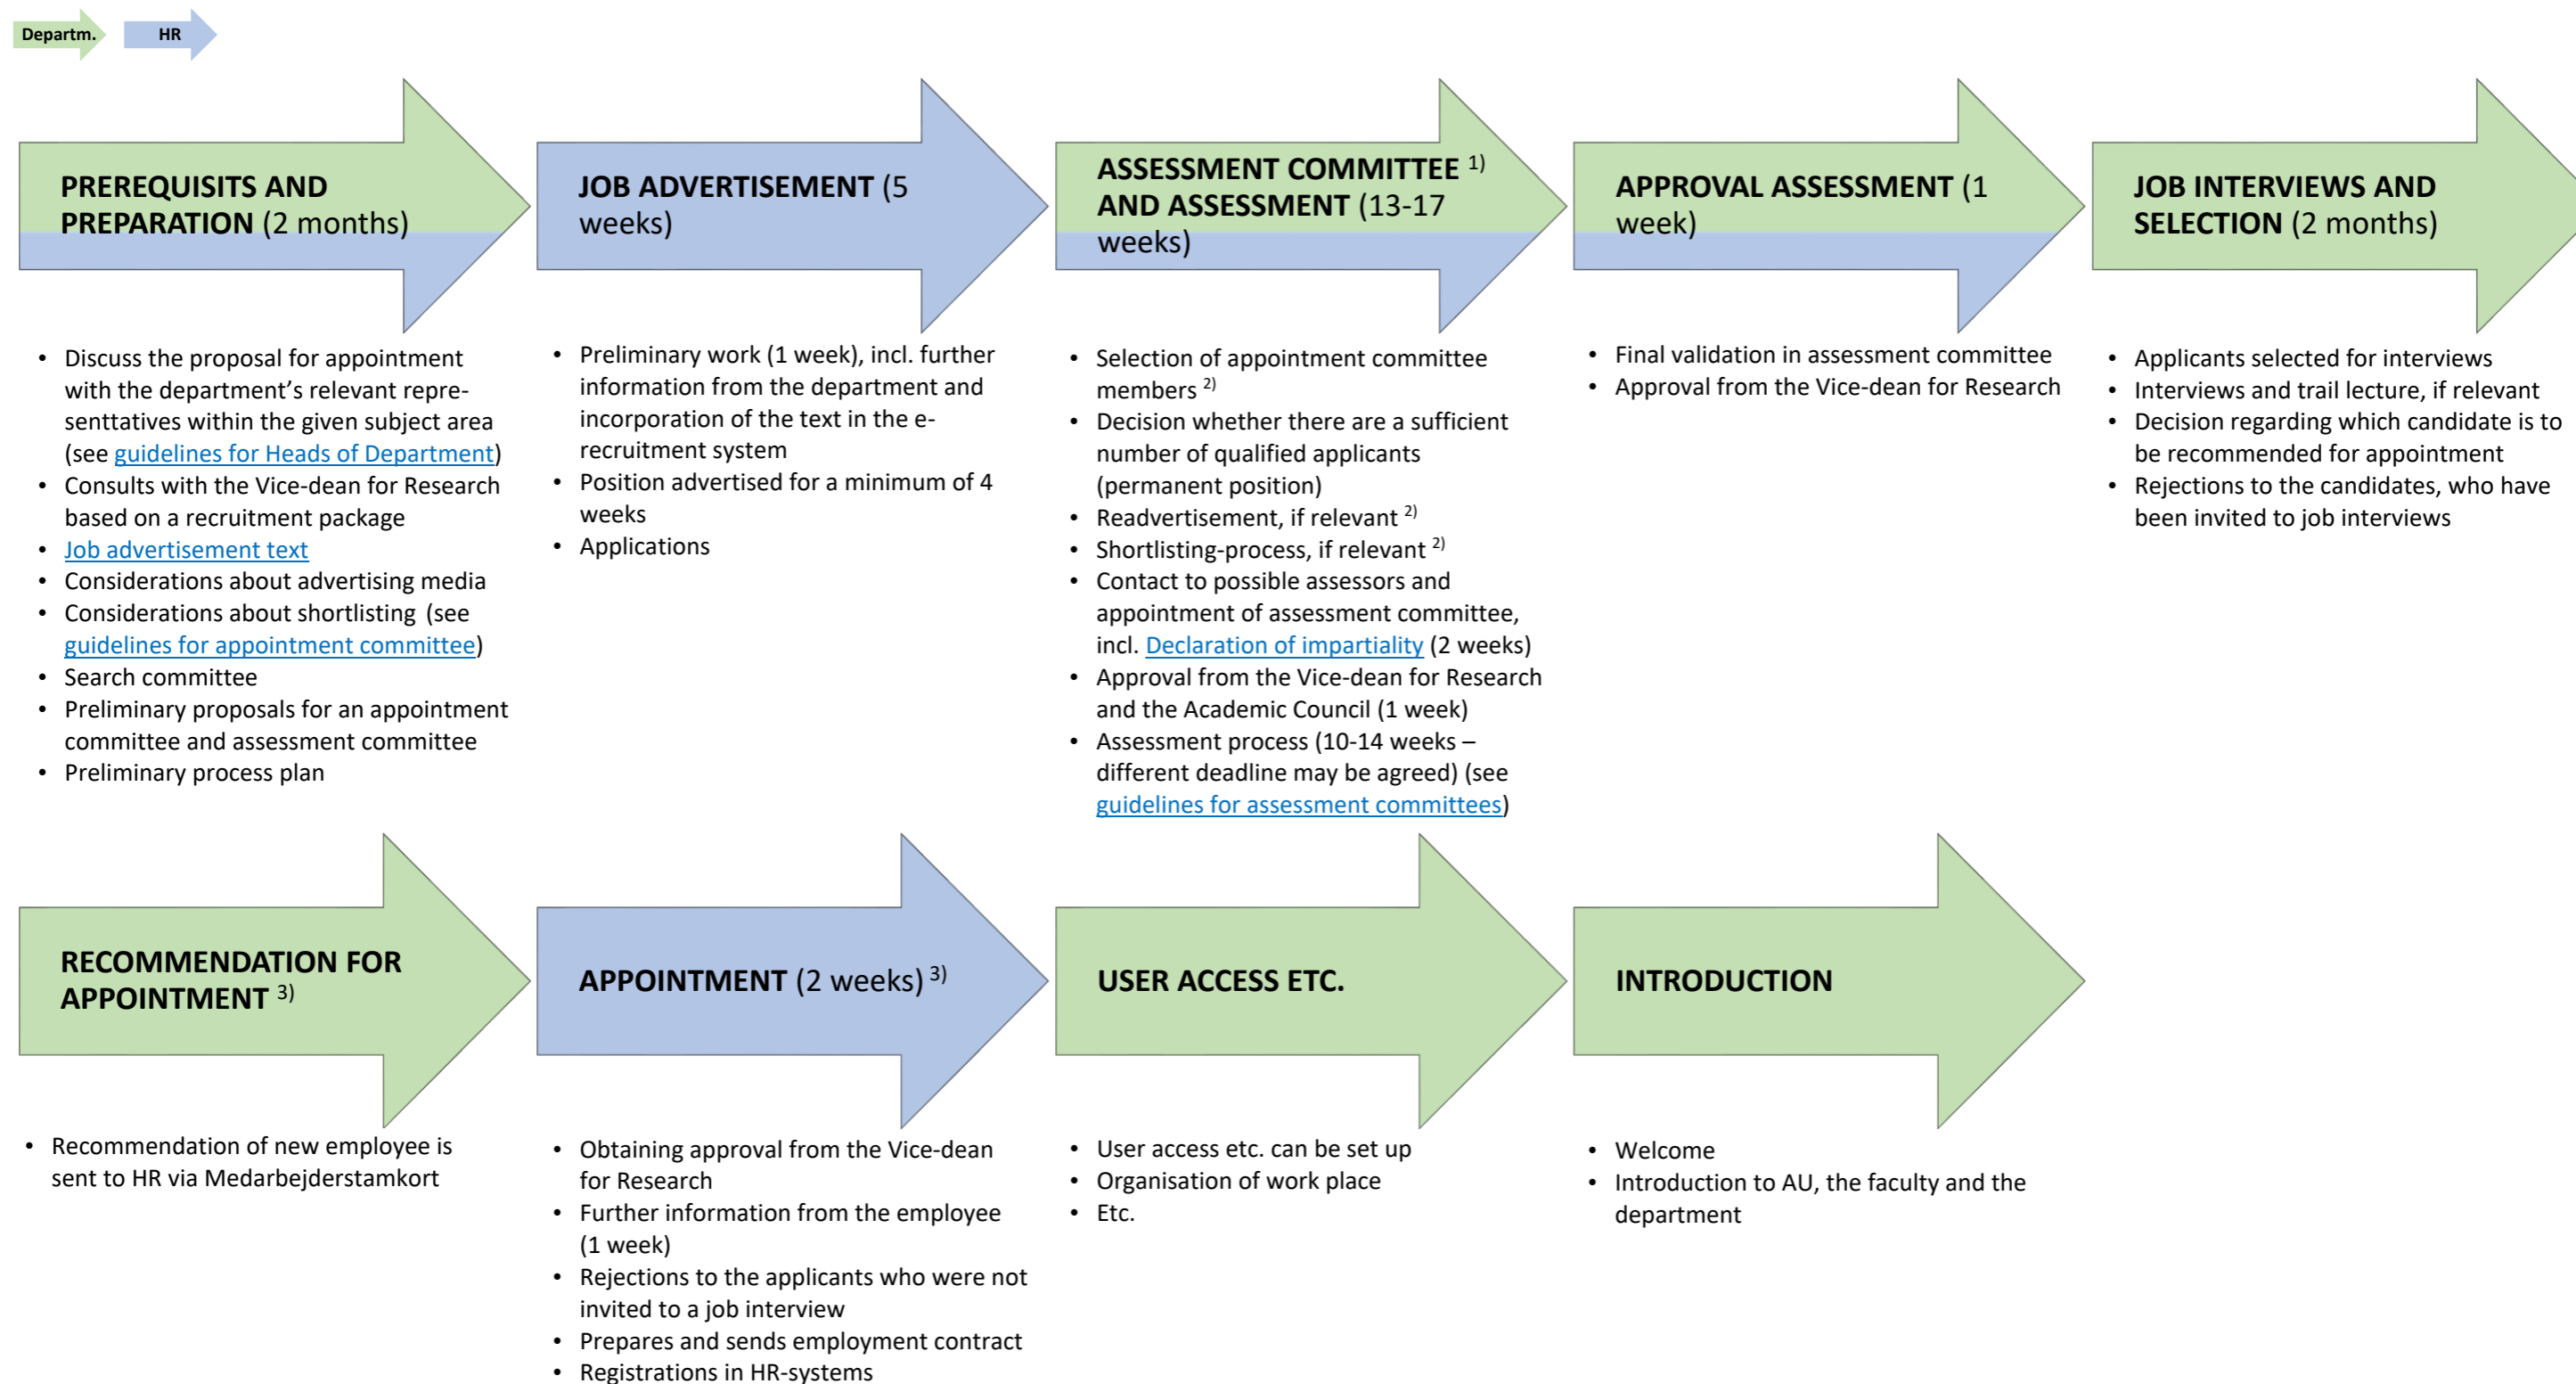 Departm.
HR
PREREQUISITS AND
PREPARATION (2 months)
• Discuss the proposal for appointment
with the department’s relevant repre-
senttatives within the given subject area
(see guidelines for Heads of Department)
• Consults with the Vice-dean for Research
based on a recruitment package
• Job advertisement text
• Considerations about advertising media
• Considerations about shortlisting (see
guidelines for appointment committee)
• Search committee
• Preliminary proposals for an appointment
committee and assessment committee
• Preliminary process plan
JOB ADVERTISEMENT (5
weeks)
• Preliminary work (1 week), incl. further
information from the department and
incorporation of the text in the e-
recruitment system
• Position advertised for a minimum of 4
weeks
• Applications
ASSESSMENT COMMITTEE 1)
AND ASSESSMENT (13-17
weeks)
• Selection of appointment committee
members 2)
• Decision whether there are a sufficient
number of qualified applicants
(permanent position)
• Readvertisement, if relevant 2)
• Shortlisting-process, if relevant 2)
• Contact to possible assessors and
appointment of assessment committee,
incl. Declaration of impartiality (2 weeks)
• Approval from the Vice-dean for Research
and the Academic Council (1 week)
• Assessment process (10-14 weeks –
different deadline may be agreed) (see
guidelines for assessment committees)
APPROVAL ASSESSMENT (1
week)
• Final validation in assessment committee
• Approval from the Vice-dean for Research
JOB INTERVIEWS AND
SELECTION (2 months)
• Applicants selected for interviews
• Interviews and trail lecture, if relevant
• Decision regarding which candidate is to
be recommended for appointment
• Rejections to the candidates, who have
been invited to job interviews
RECOMMENDATION FOR
APPOINTMENT 3)
• Recommendation of new employee is
sent to HR via Medarbejderstamkort
APPOINTMENT (2 weeks) 3)
• Obtaining approval from the Vice-dean
for Research
• Further information from the employee
(1 week)
• Rejections to the applicants who were not
invited to a job interview
• Prepares and sends employment contract
• Registrations in HR-systems
USER ACCESS ETC.
• User access etc. can be set up
• Organisation of work place
• Etc.
INTRODUCTION
• Welcome
• Introduction to AU, the faculty and the
department